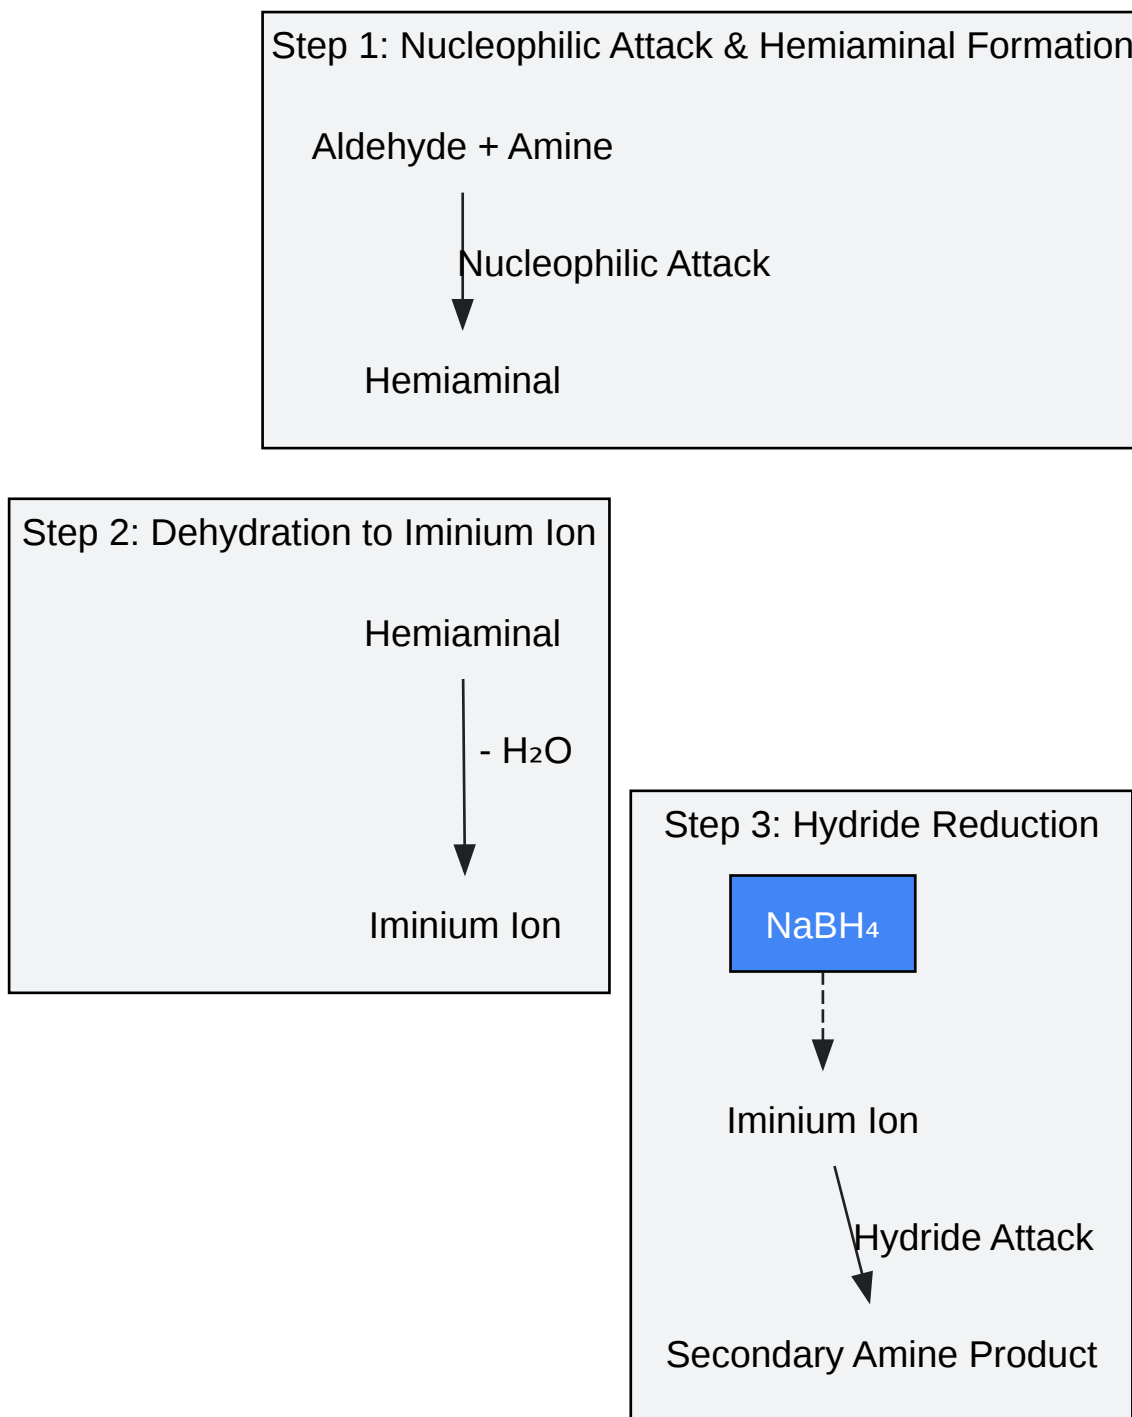 Step 1: Nucleophilic Attack & Hemiaminal Formation
Aldehyde + Amine
Nucleophilic Attack
Hemiaminal
Step 2: Dehydration to Iminium Ion
Hemiaminal
- H₂O
Iminium Ion
Step 3: Hydride Reduction
NaBH₄
Iminium Ion
Hydride Attack
Secondary Amine Product